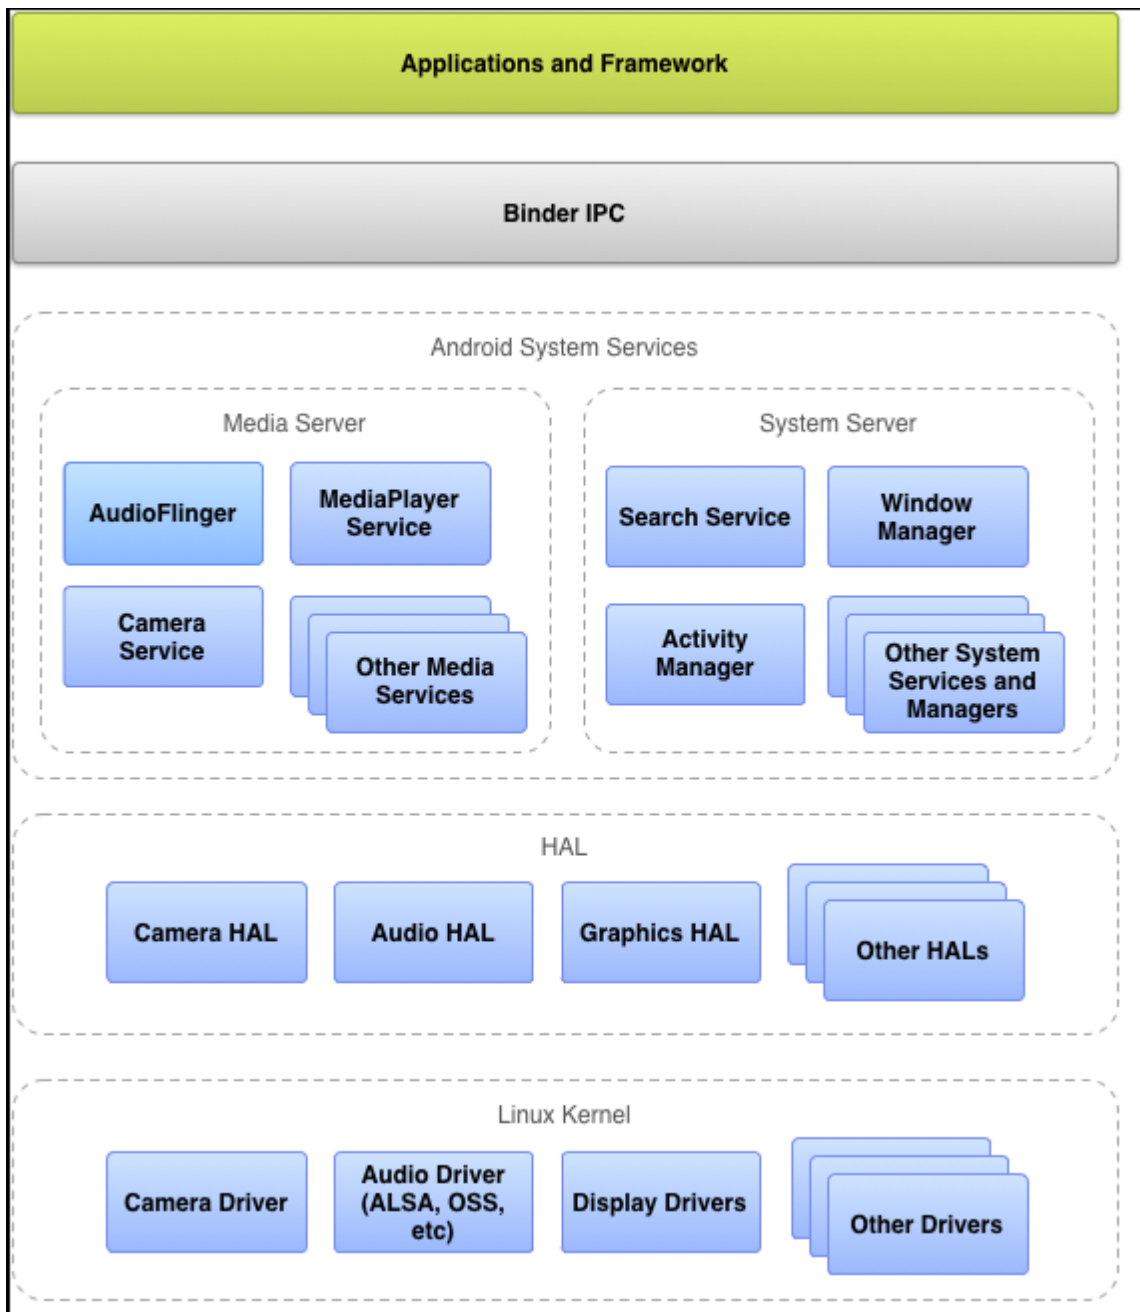 Applications and Framework
Binder IPC
Android System Services
Media Server
AudioFlinger
MediaPlayer
Service
Camera
Service
Other Media
Services
System Server
Search Service
Window
Manager
Activity
Manager
Other System
Services and
Managers
HAL
Camera HAL
Audio HAL
Graphics HAL
Other HALs
Linux Kernel
Camera Driver
Audio Driver
(ALSA, OSS,
etc)
Display Drivers
Other Drivers